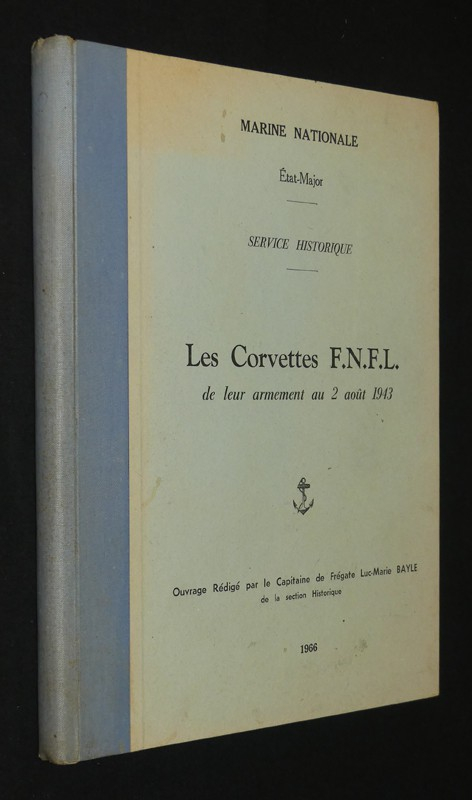 MARINE NATIONALE
État-Major
SERVICE HISTORIQUE
Les Corvettes F.N.F.L.
de leur armement au 2 août 1943
Ouvrage Rédigé par le Capitaine de Frégate Luc-Marie BAYLE
de la section Historique
1966